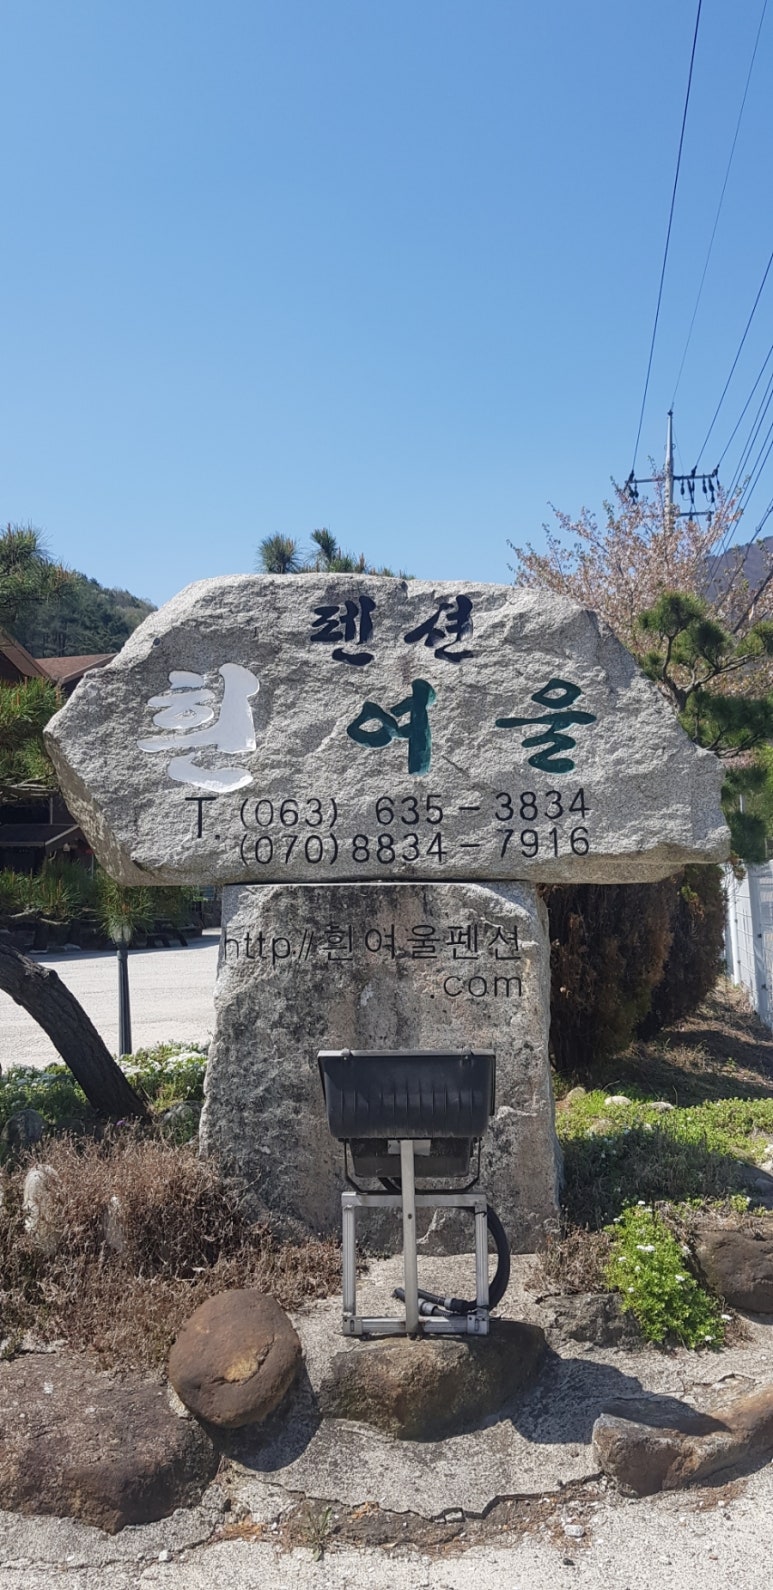 펜션
흰여울
T. (063) 635-3834
(070) 8834-7916
http://흰여울펜션
.com